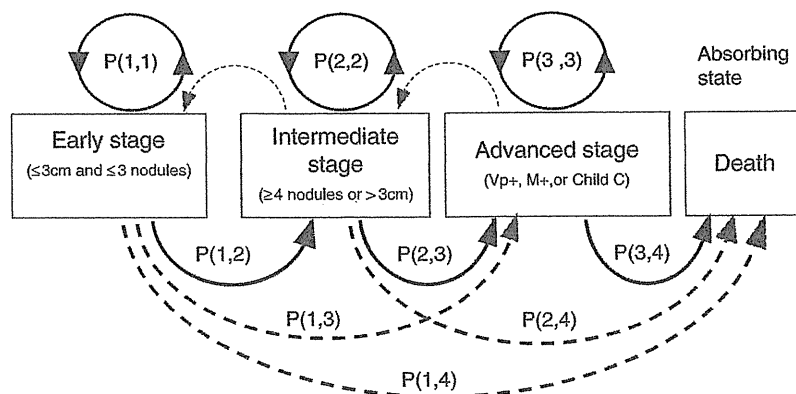 P(1,1)
P(2,2)
P(3 ,3)
Absorbing
state
Early stage
(≤3cm and ≤3 nodules)
Intermediate
stage
(≥4 nodules or >3cm)
Advanced stage
(Vp+, M+,or Child C)
Death
P(1,2)
P(2,3)
P(3,4)
P(1,3)
P(2,4)
P(1,4)